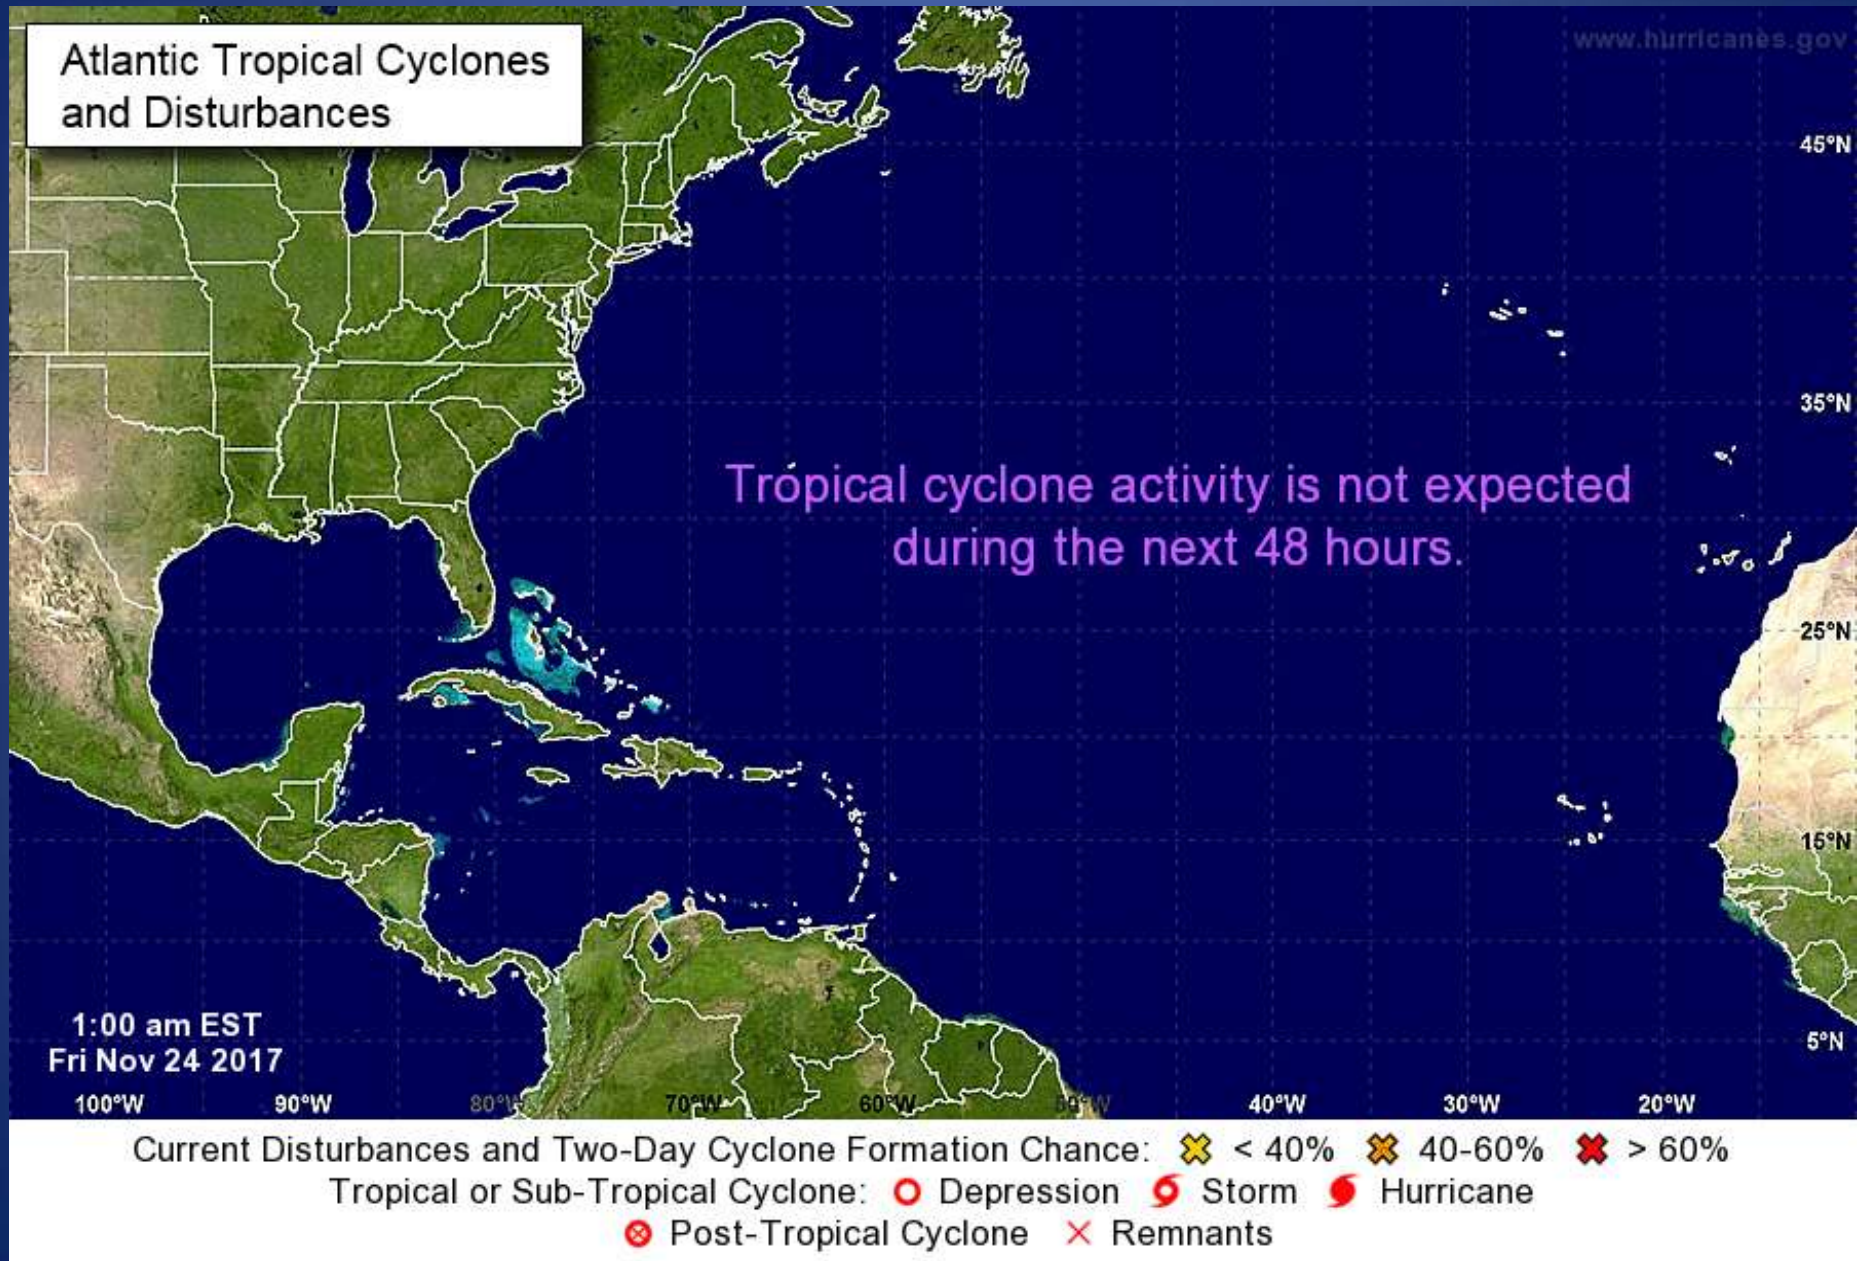 Atlantic Tropical Cyclones
and Disturbances
www.hurricanes.gov
45°N
35°N
Tropical cyclone activity is not expected
during the next 48 hours.
25°N
15°N
1:00 am EST
Fri Nov 24 2017
5°N
100°W 90°W 80°W 70°W 60°W 50°W 40°W 30°W 20°W
Current Disturbances and Two-Day Cyclone Formation Chance: < 40% 40-60% > 60%
Tropical or Sub-Tropical Cyclone: Depression Storm Hurricane
Post-Tropical Cyclone Remnants